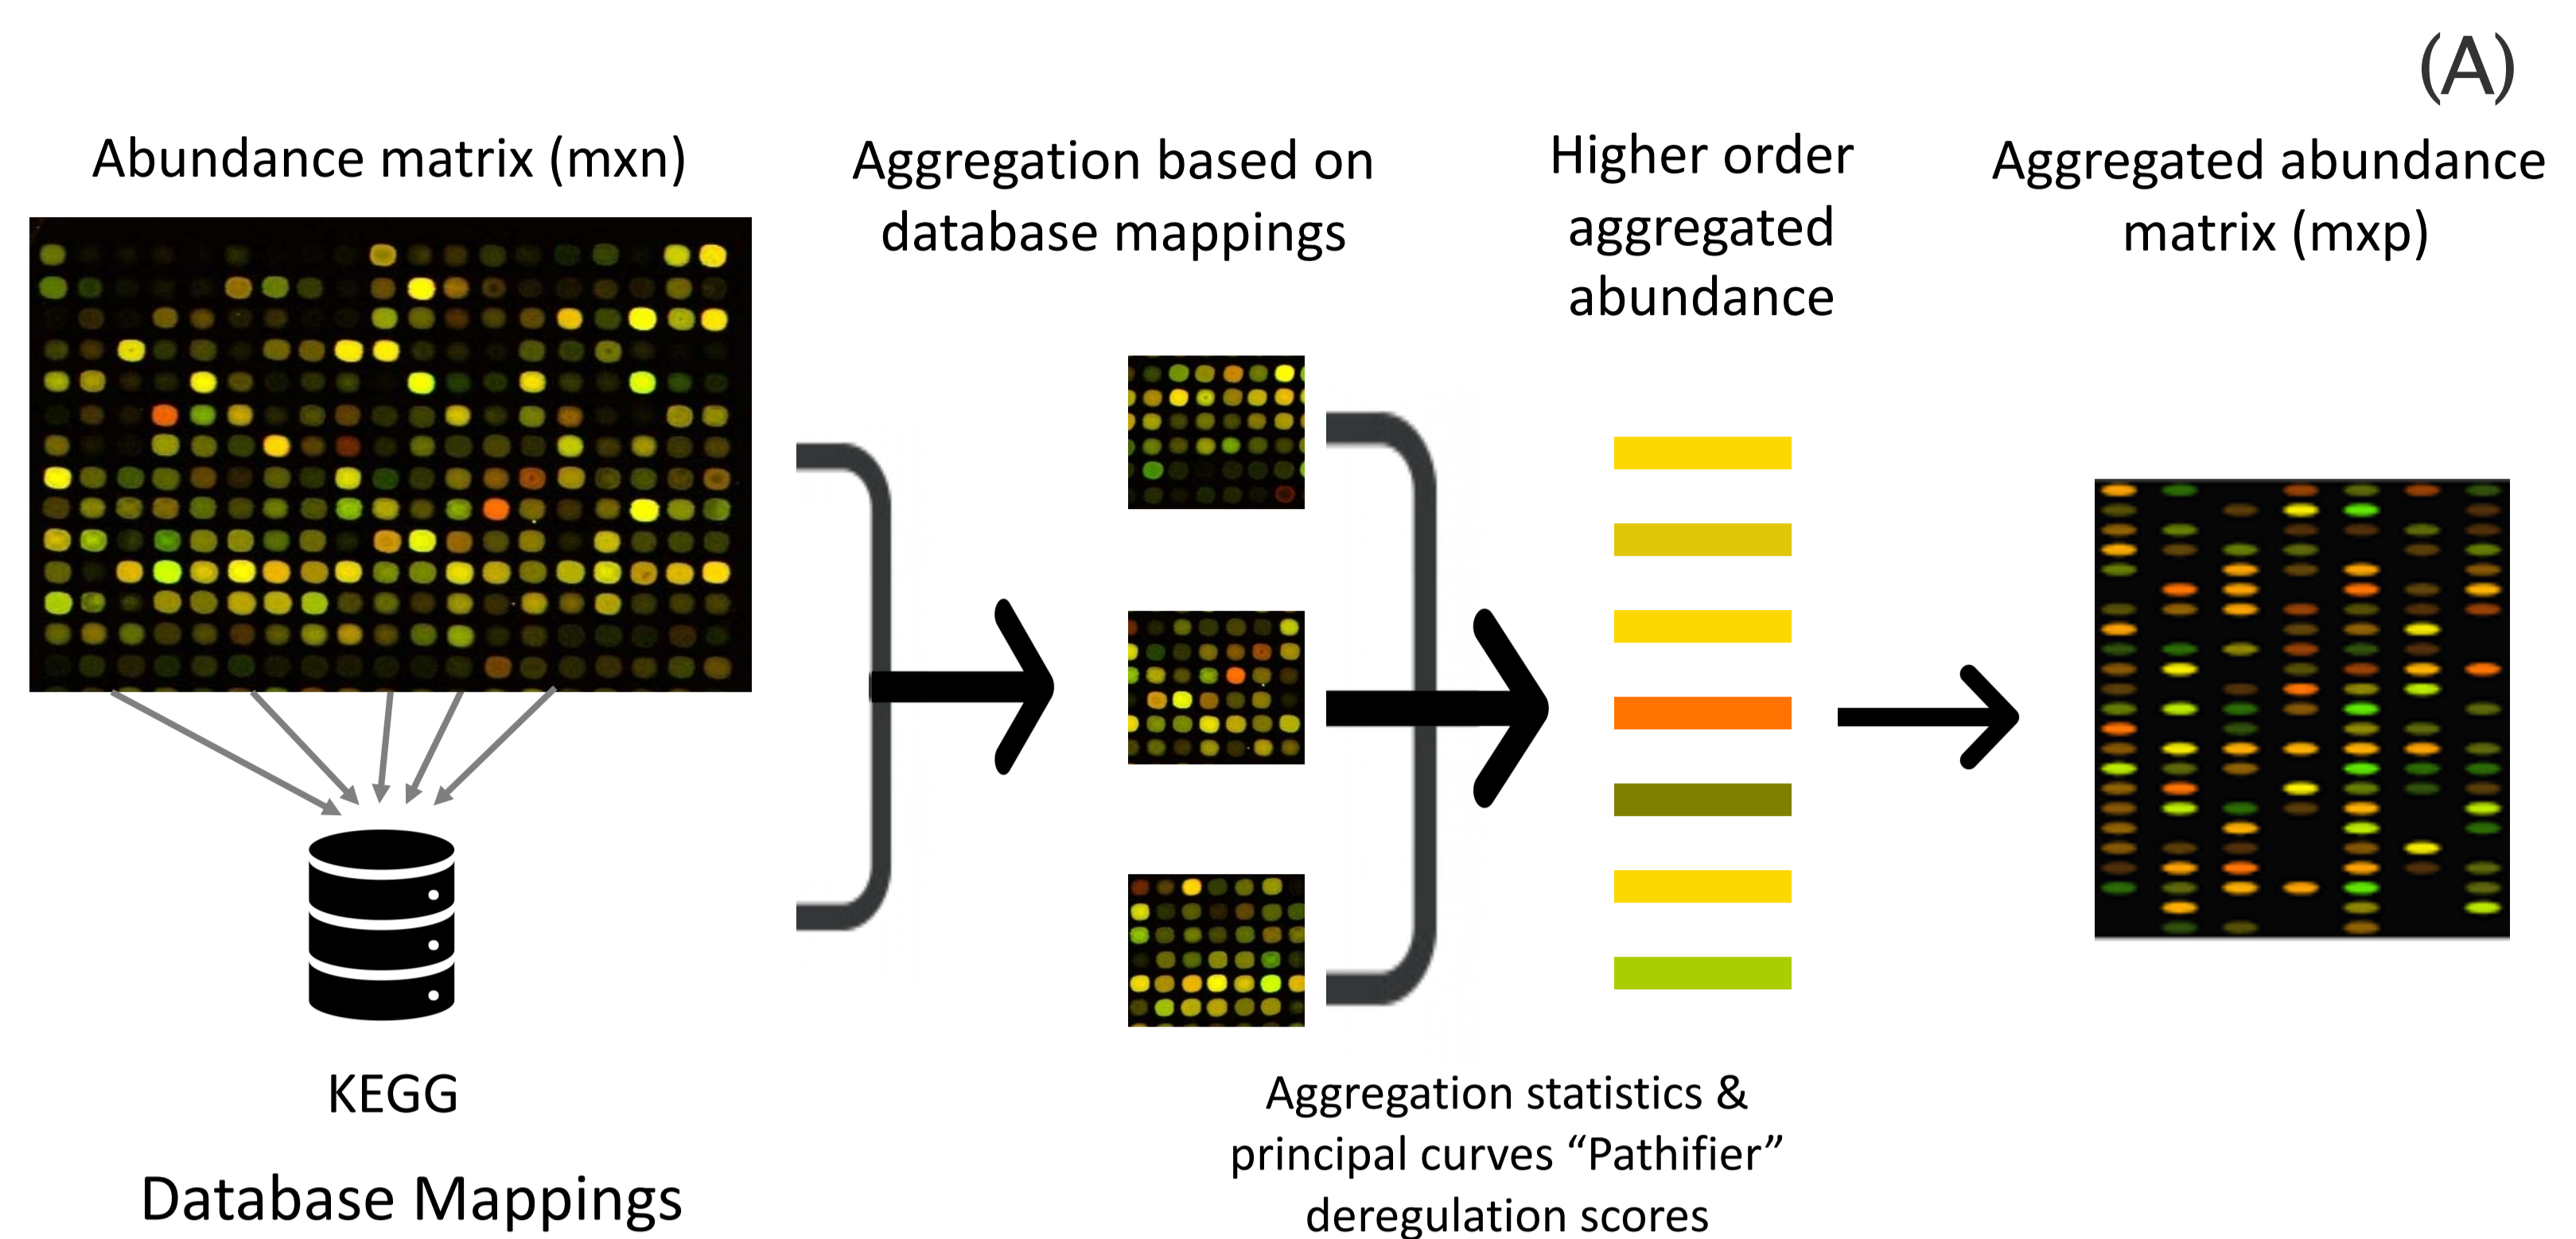 (A)
Abundance matrix (mxn)
Aggregation based on
database mappings
Higher order
aggregated
abundance
Aggregated abundance
matrix (mxp)
KEGG
Database Mappings
Aggregation statistics &
principal curves “Pathifier”
deregulation scores